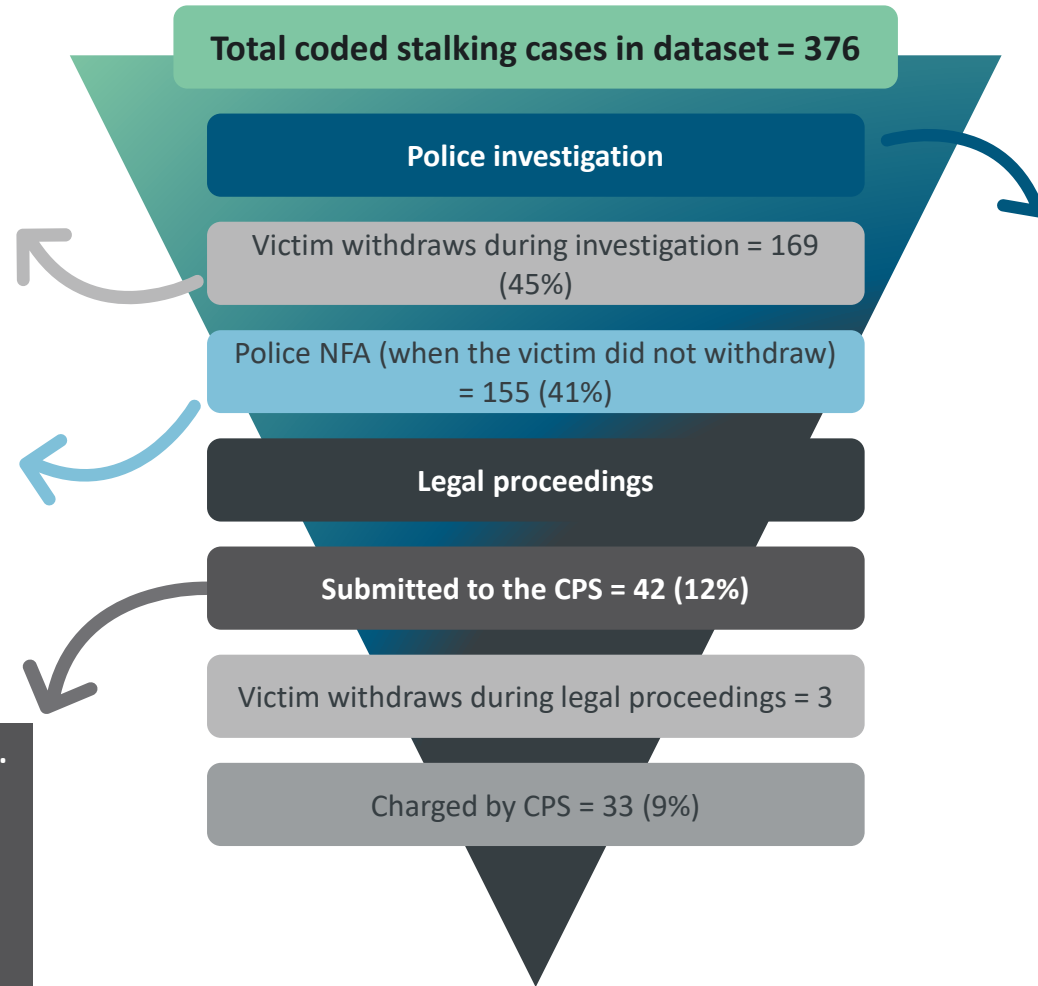 Total coded stalking cases in dataset = 376
Police investigation
Victim withdraws during investigation = 169
(45%)
Police NFA (when the victim did not withdraw)
= 155 (41%)
Legal proceedings
Submitted to the CPS = 42 (12%)
Victim withdraws during legal proceedings = 3
.
Charged by CPS = 33 (9%)